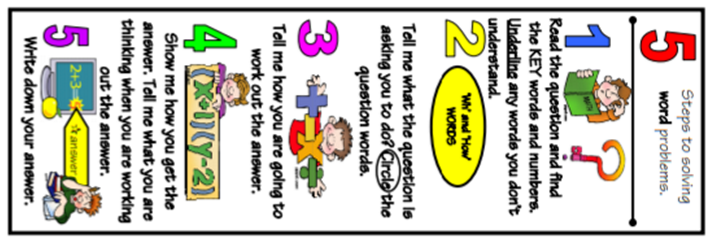 5
Steps to solving
word problems.
1
Read the question and find
the KEY words and numbers.
Underline any words you don't
understand.
2
'Wh' and 'How'
WORDS
Tell me what the question is
asking you to do? Circle the
question words.
3
Tell me how you are going to
work out the answer.
4
(x+1)(y-2)
Show me how you get the
answer. Tell me what you are
thinking when you are working
out the answer.
5
2+3=
answer
Write down your answer.